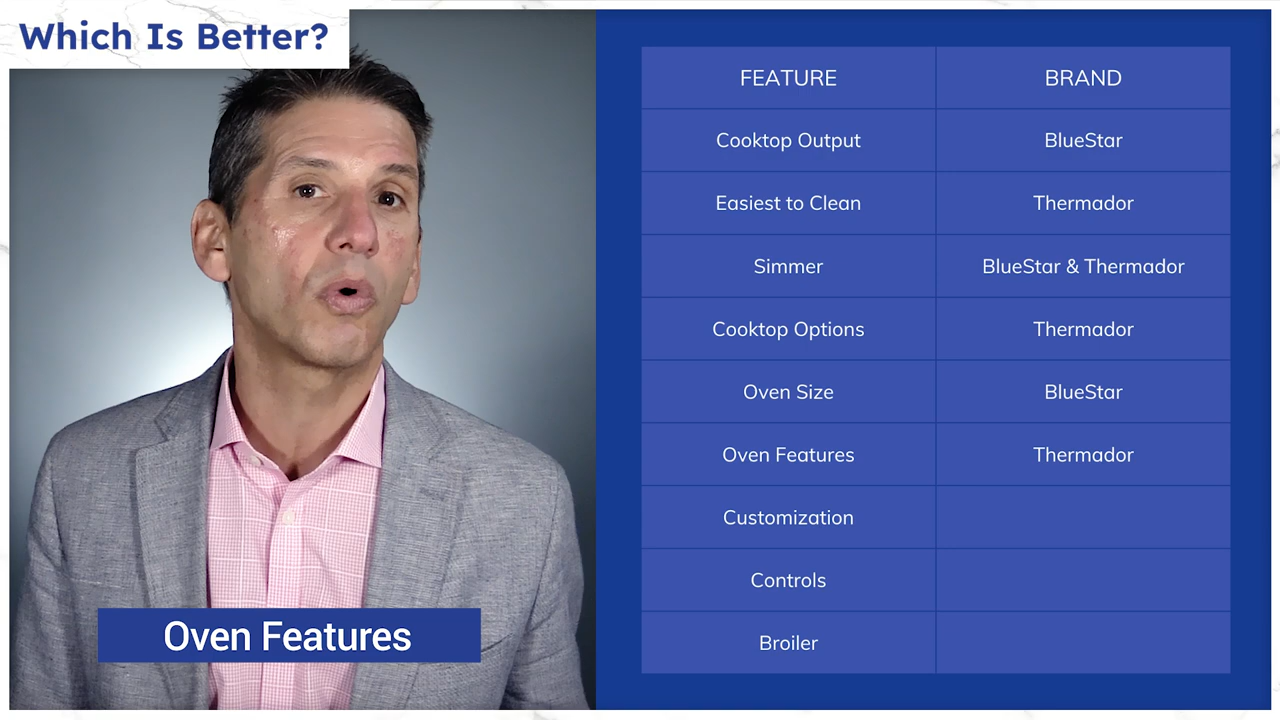 Which Is Better?
FEATURE BRAND
Cooktop Output BlueStar
Easiest to Clean Thermador
Simmer BlueStar & Thermador
Cooktop Options Thermador
Oven Size BlueStar
Oven Features Thermador
Customization
Controls
Broiler
Oven Features